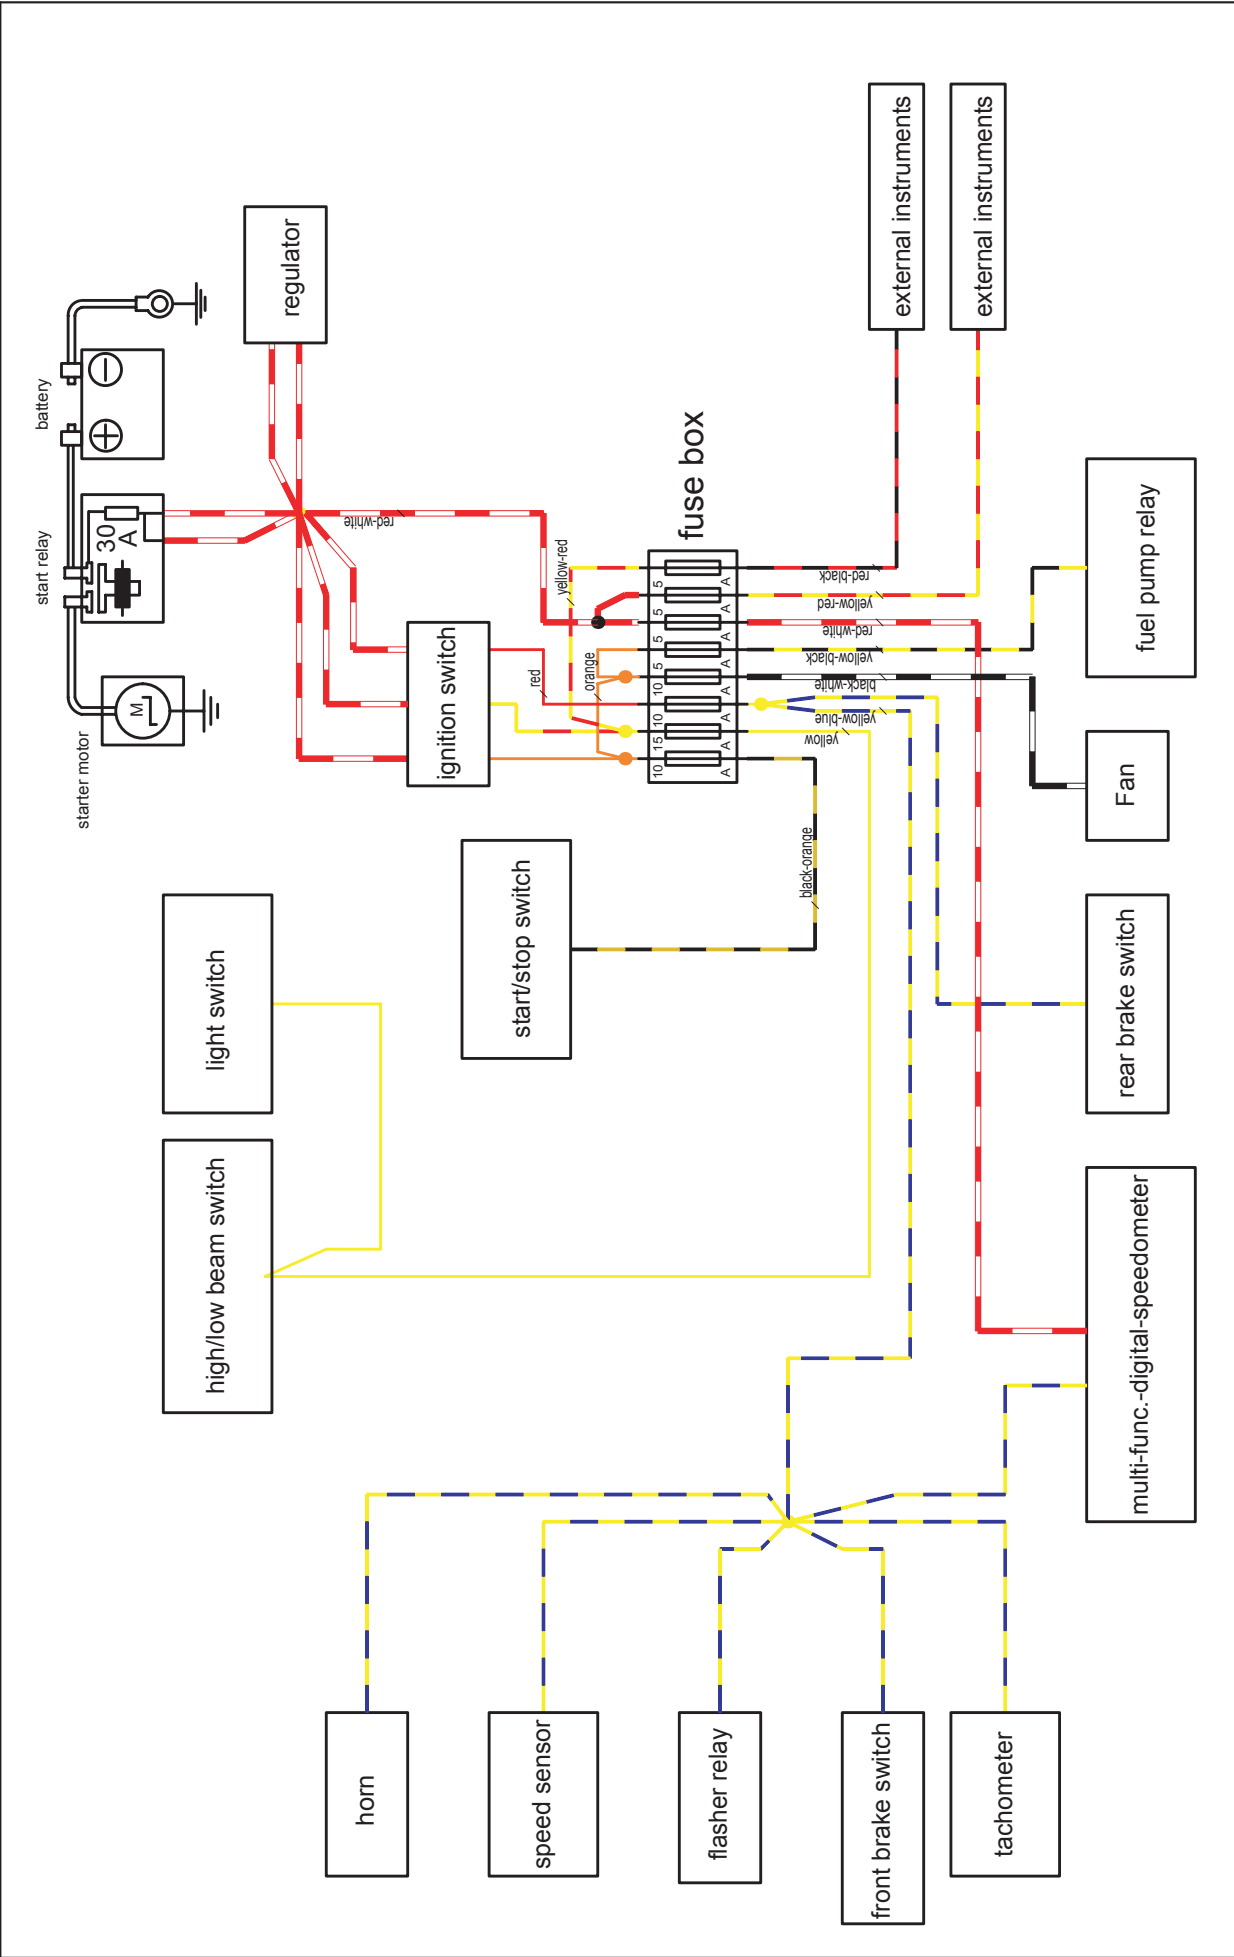 starter motor
M
start relay
30
A
battery
regulator
light switch
high/low beam switch
ignition switch
start/stop switch
red-white
yellow-red
red
orange
fuse box
10 A
15 A
10 A
10 A
5 A
5 A
5 A
5 A
black-orange
yellow
yellow-blue
black-white
yellow-black
red-white
yellow-red
red-black
external instruments
external instruments
fuel pump relay
Fan
rear brake switch
multi-func.-digital-speedometer
horn
speed sensor
flasher relay
front brake switch
tachometer